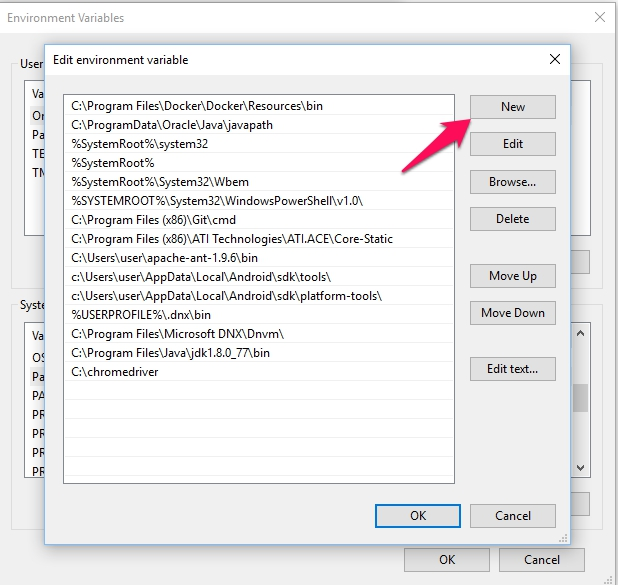 Environment Variables
Edit environment variable
User
Va
Or
Pa
TE
TM
C:\Program Files\Docker\Docker\Resources\bin
C:\ProgramData\Oracle\Java\javapath
%SystemRoot%\system32
%SystemRoot%
%SystemRoot%\System32\Wbem
%SYSTEMROOT%\System32\WindowsPowerShell\v1.0\
C:\Program Files (x86)\Git\cmd
C:\Program Files (x86)\ATI Technologies\ATI.ACE\Core-Static
C:\Users\user\apache-ant-1.9.6\bin
c:\Users\user\AppData\Local\Android\sdk\tools\
c:\Users\user\AppData\Local\Android\sdk\platform-tools\
%USERPROFILE%\.dnx\bin
C:\Program Files\Microsoft DNX\Dnvm\
C:\Program Files\Java\jdk1.8.0_77\bin
C:\chromedriver
New
Edit
Browse...
Delete
Move Up
Move Down
Edit text...
Syste
Va
OS
Pa
PA
PR
PR
PR
PR
OK
Cancel
OK
Cancel